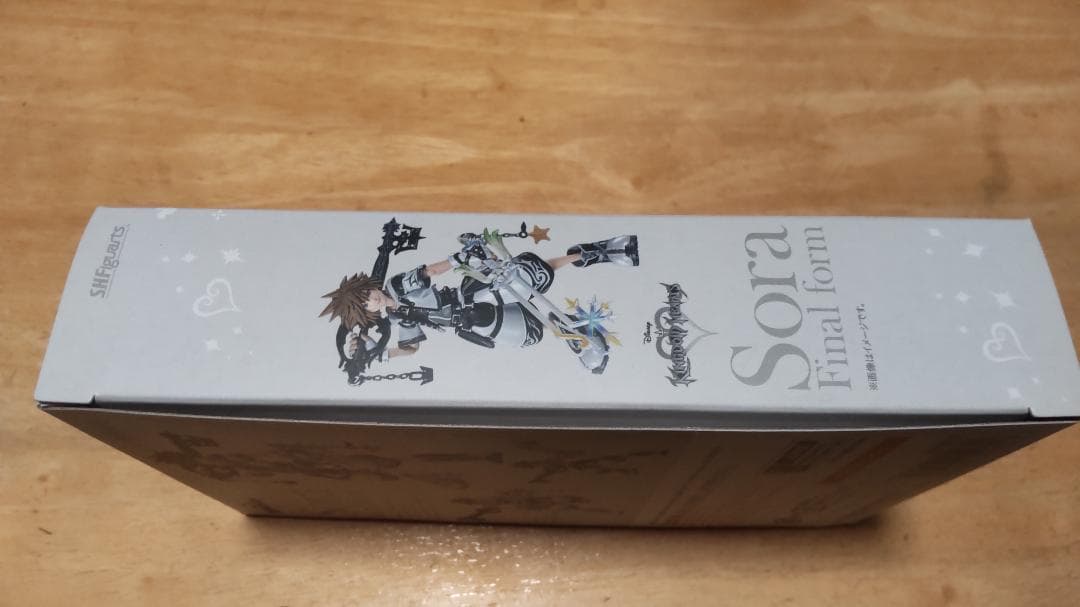 S.H.Figuarts
Disney
KINGDOM HEARTS
Sora
Final form
※画像はイメージです。